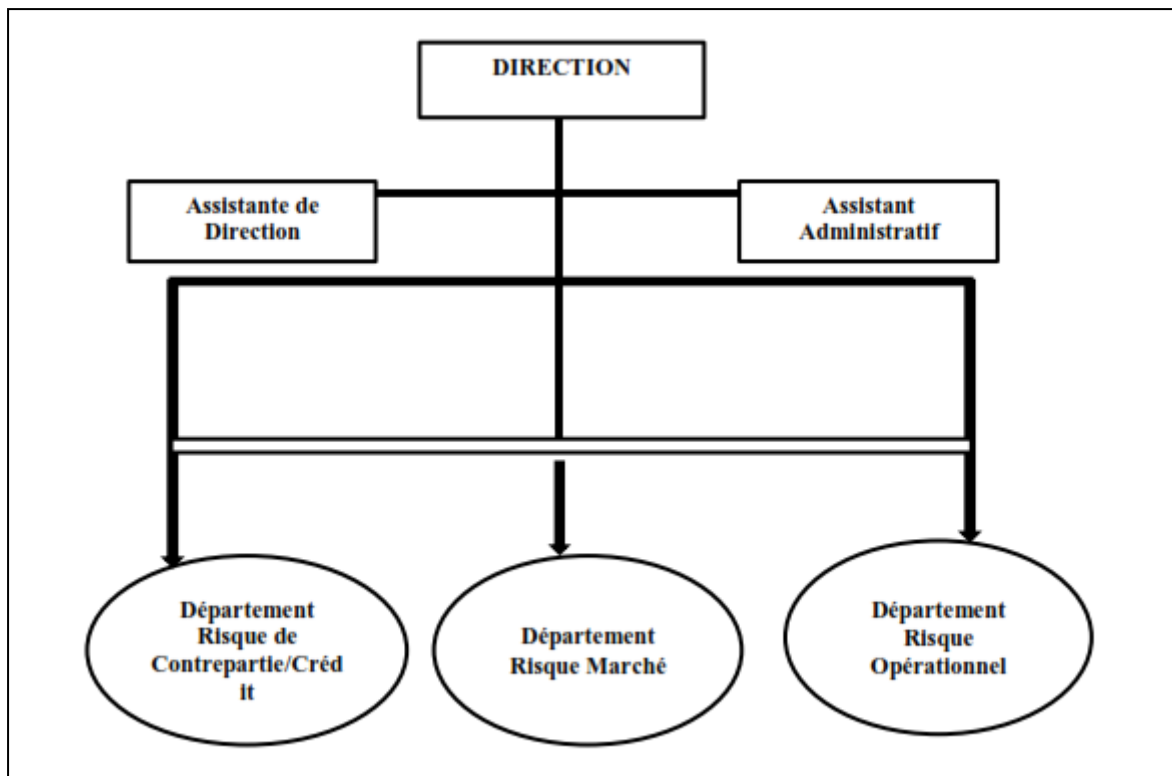 DIRECTION
Assistante de
Direction
Assistant
Administratif
Département
Risque de
Contrepartie/Créd
it
Département
Risque Marché
Département
Risque
Opérationnel